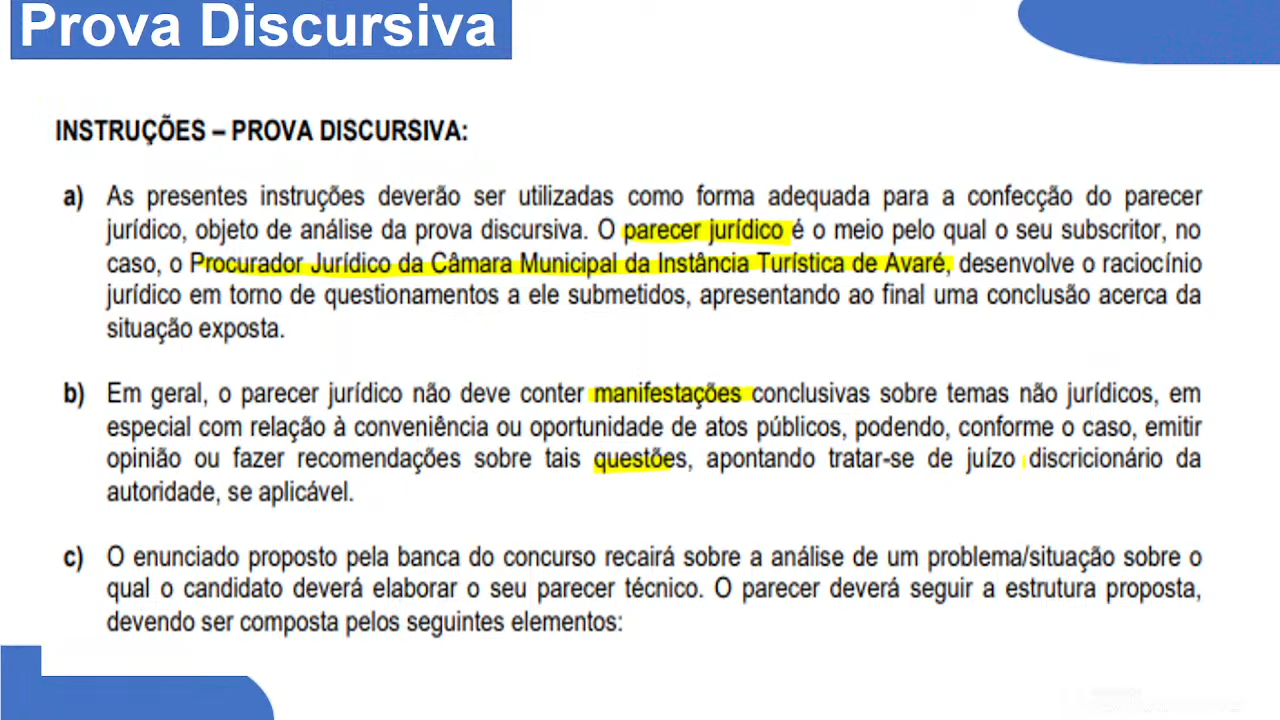 Prova Discursiva
INSTRUÇÕES – PROVA DISCURSIVA:
a) As presentes instruções deverão ser utilizadas como forma adequada para a confecção do parecer
jurídico, objeto de análise da prova discursiva. O parecer jurídico é o meio pelo qual o seu subscritor, no
caso, o Procurador Jurídico da Câmara Municipal da Instância Turística de Avaré, desenvolve o raciocínio
jurídico em torno de questionamentos a ele submetidos, apresentando ao final uma conclusão acerca da
situação exposta.
b) Em geral, o parecer jurídico não deve conter manifestações conclusivas sobre temas não jurídicos, em
especial com relação à conveniência ou oportunidade de atos públicos, podendo, conforme o caso, emitir
opinião ou fazer recomendações sobre tais questões, apontando tratar-se de juízo discricionário da
autoridade, se aplicável.
c) O enunciado proposto pela banca do concurso recairá sobre a análise de um problema/situação sobre o
qual o candidato deverá elaborar o seu parecer técnico. O parecer deverá seguir a estrutura proposta,
devendo ser composta pelos seguintes elementos: